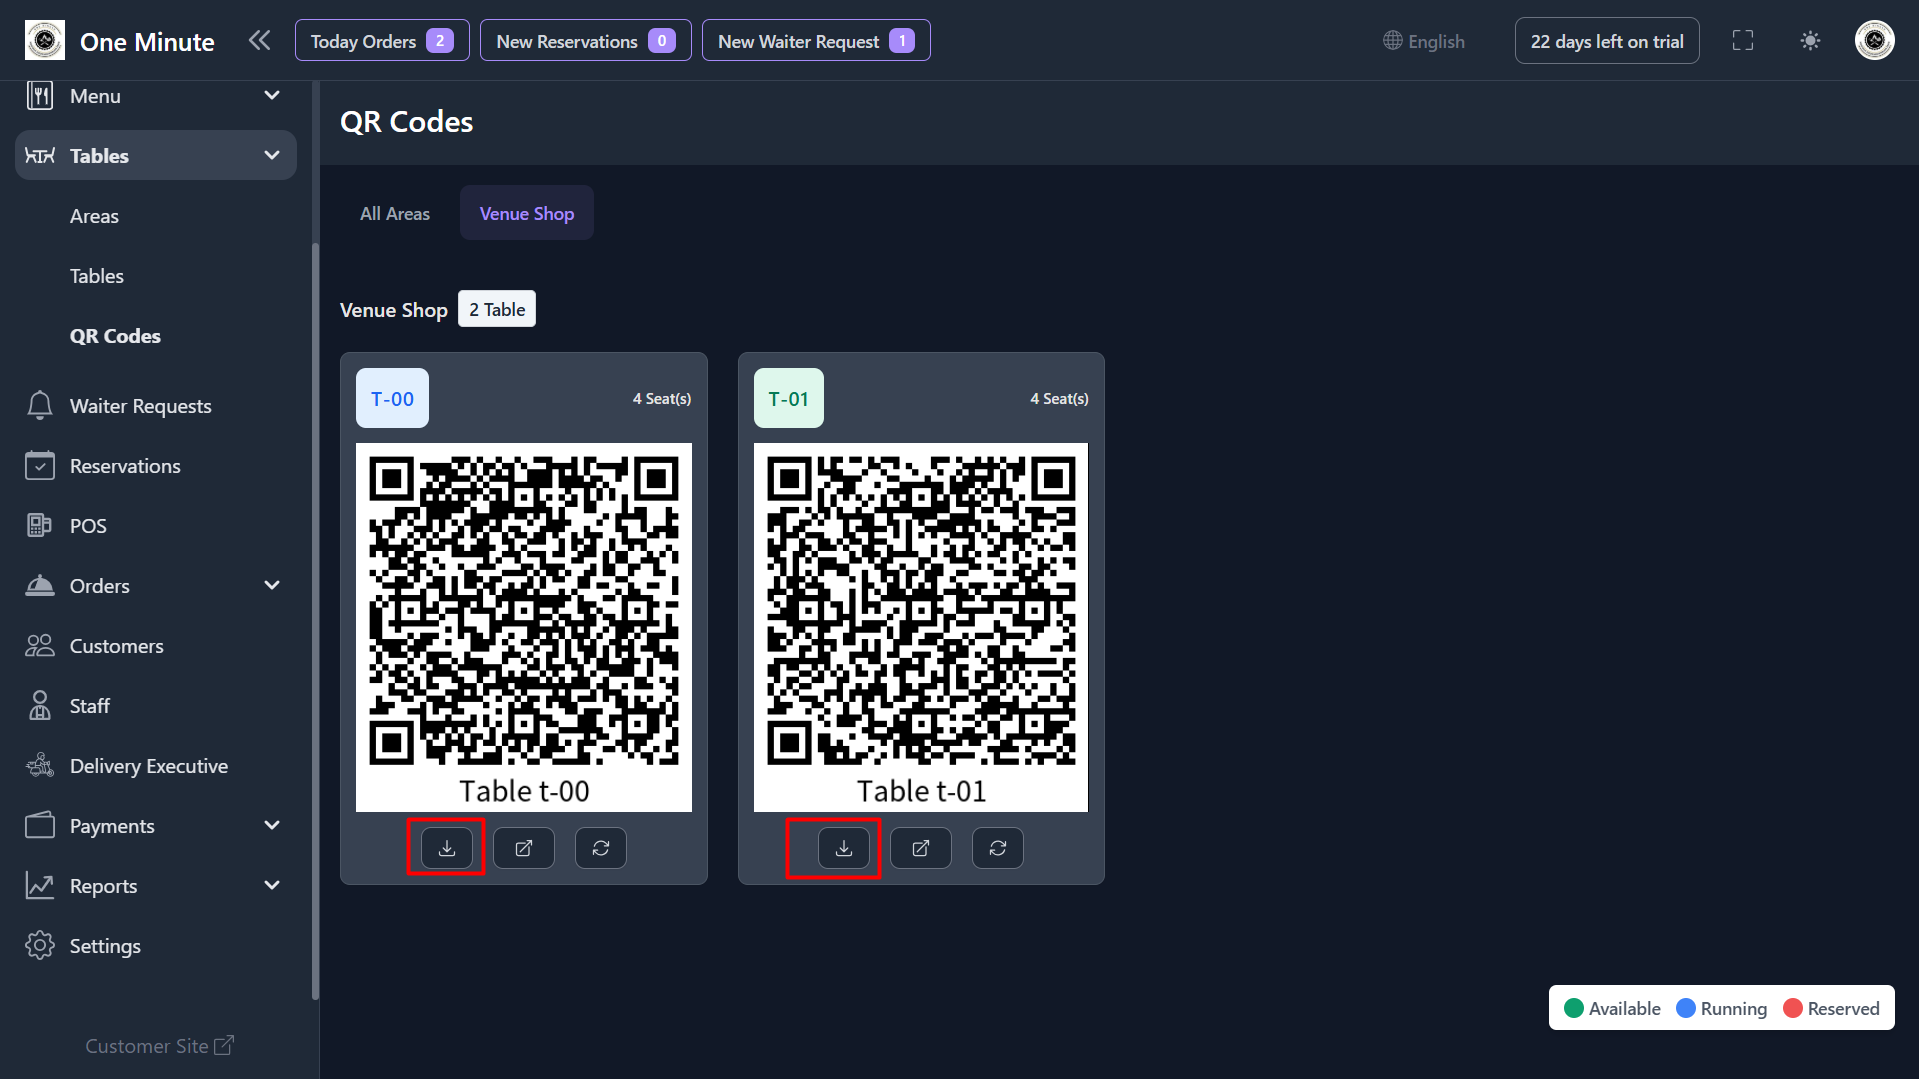 One Minute
Today Orders 2
New Reservations 0
New Waiter Request 1
English
22 days left on trial
Menu
Tables
Areas
Tables
QR Codes
Waiter Requests
Reservations
POS
Orders
Customers
Staff
Delivery Executive
Payments
Reports
Settings
Customer Site
QR Codes
All Areas
Venue Shop
Venue Shop 2 Table
T-00
4 Seat(s)
Table t-00
T-01
4 Seat(s)
Table t-01
Available
Running
Reserved